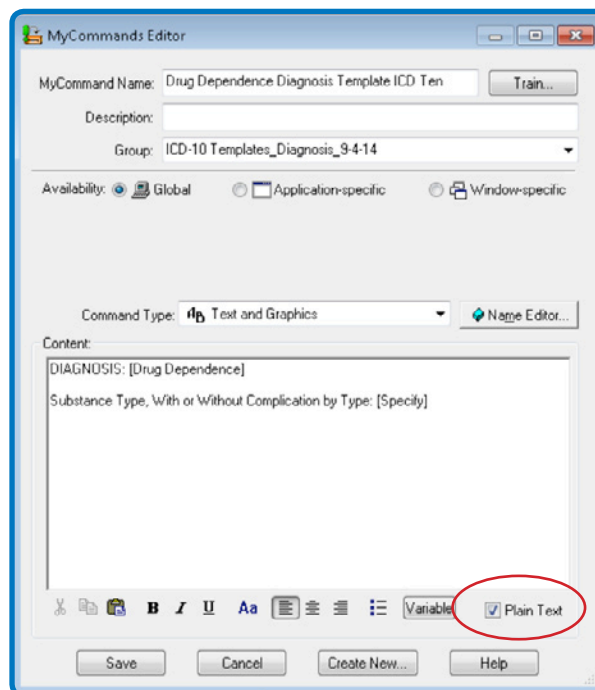 MyCommands Editor
MyCommand Name: Drug Dependence Diagnosis Template ICD Ten Train...
Description:
Group: ICD-10 Templates_Diagnosis_9-4-14
Availability: Global Application-specific Window-specific
Command Type: AB Text and Graphics Name Editor...
Content:
DIAGNOSIS: [Drug Dependence]
Substance Type, With or Without Complication by Type: [Specify]
B I U Aa Variable Plain Text
Save Cancel Create New... Help